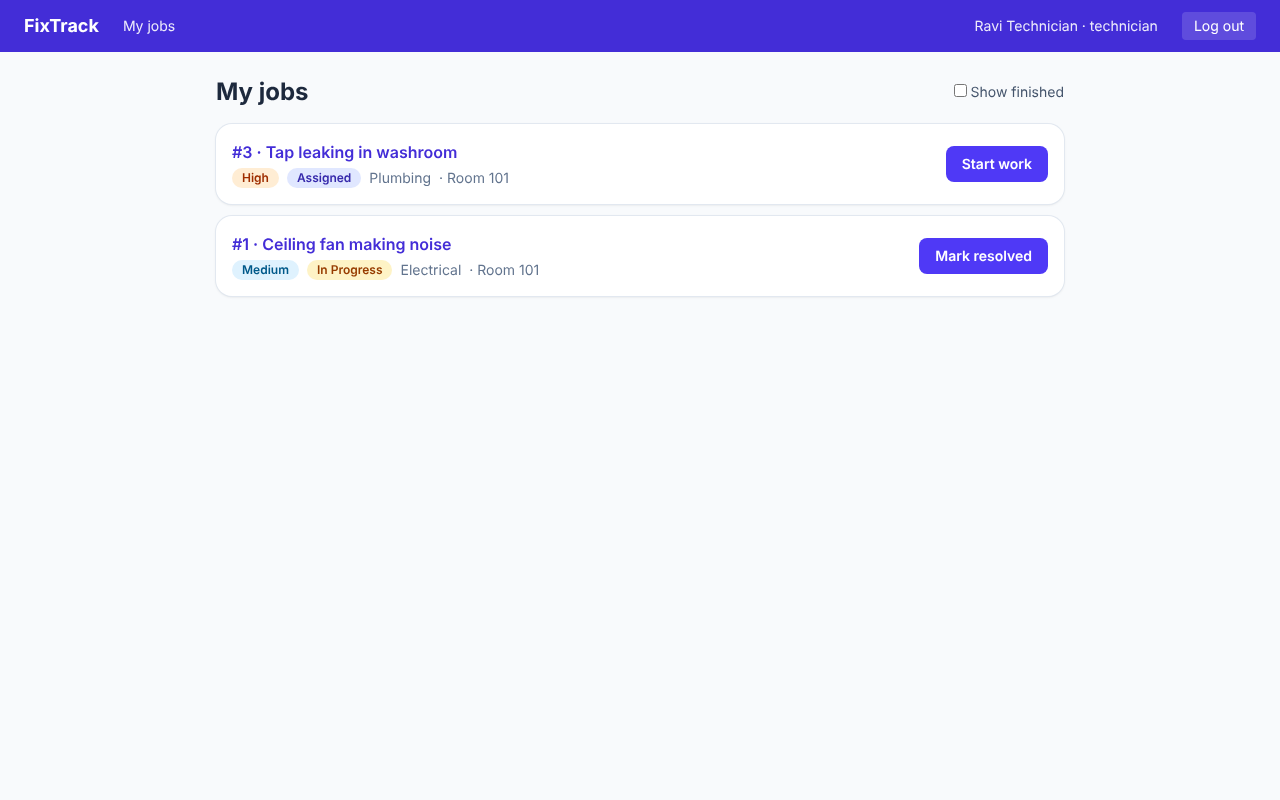 FixTrack My jobs Ravi Technician · technician Log out
My jobs Show finished
#3 · Tap leaking in washroom
High Assigned Plumbing · Room 101 Start work
#1 · Ceiling fan making noise
Medium In Progress Electrical · Room 101 Mark resolved